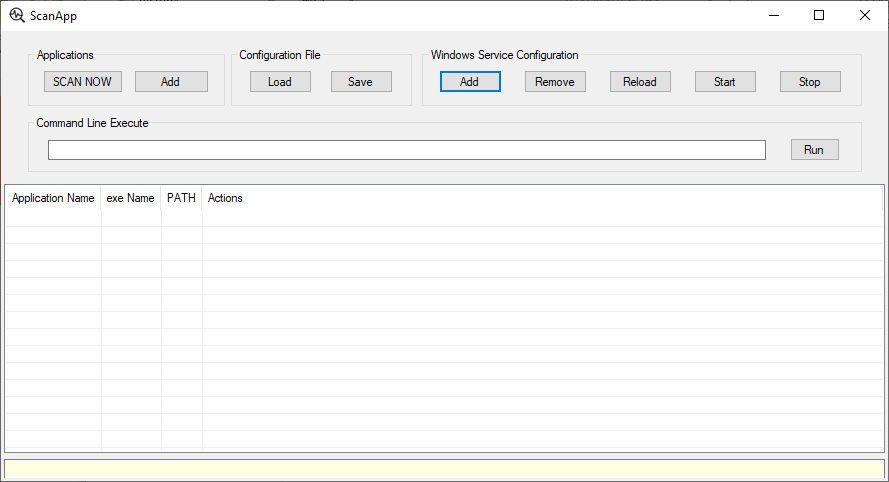 ScanApp
Applications Configuration File Windows Service Configuration
SCAN NOW Add Load Save Add Remove Reload Start Stop
Command Line Execute
Run
Application Name exe Name PATH Actions